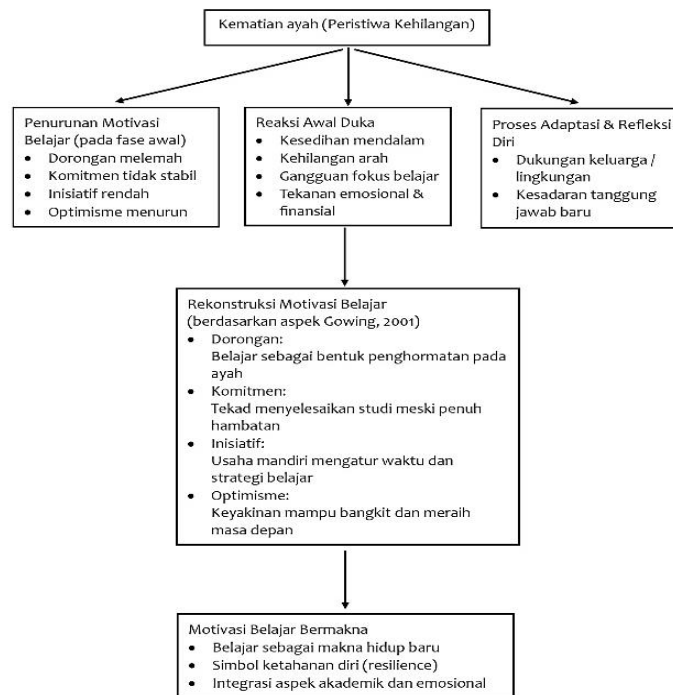 Kematian ayah (Peristiwa Kehilangan)
Penurunan Motivasi
Belajar (pada fase awal)
• Dorongan melemah
• Komitmen tidak stabil
• Inisiatif rendah
• Optimisme menurun
Reaksi Awal Duka
• Kesedihan mendalam
• Kehilangan arah
• Gangguan fokus belajar
• Tekanan emosional &
finansial
Proses Adaptasi & Refleksi
Diri
• Dukungan keluarga /
lingkungan
• Kesadaran tanggung
jawab baru
Rekonstruksi Motivasi Belajar
(berdasarkan aspek Gowing, 2001)
• Dorongan:
Belajar sebagai bentuk penghormatan pada
ayah
• Komitmen:
Tekad menyelesaikan studi meski penuh
hambatan
• Inisiatif:
Usaha mandiri mengatur waktu dan
strategi belajar
• Optimisme:
Keyakinan mampu bangkit dan meraih
masa depan
Motivasi Belajar Bermakna
• Belajar sebagai makna hidup baru
• Simbol ketahanan diri (resilience)
• Integrasi aspek akademik dan emosional